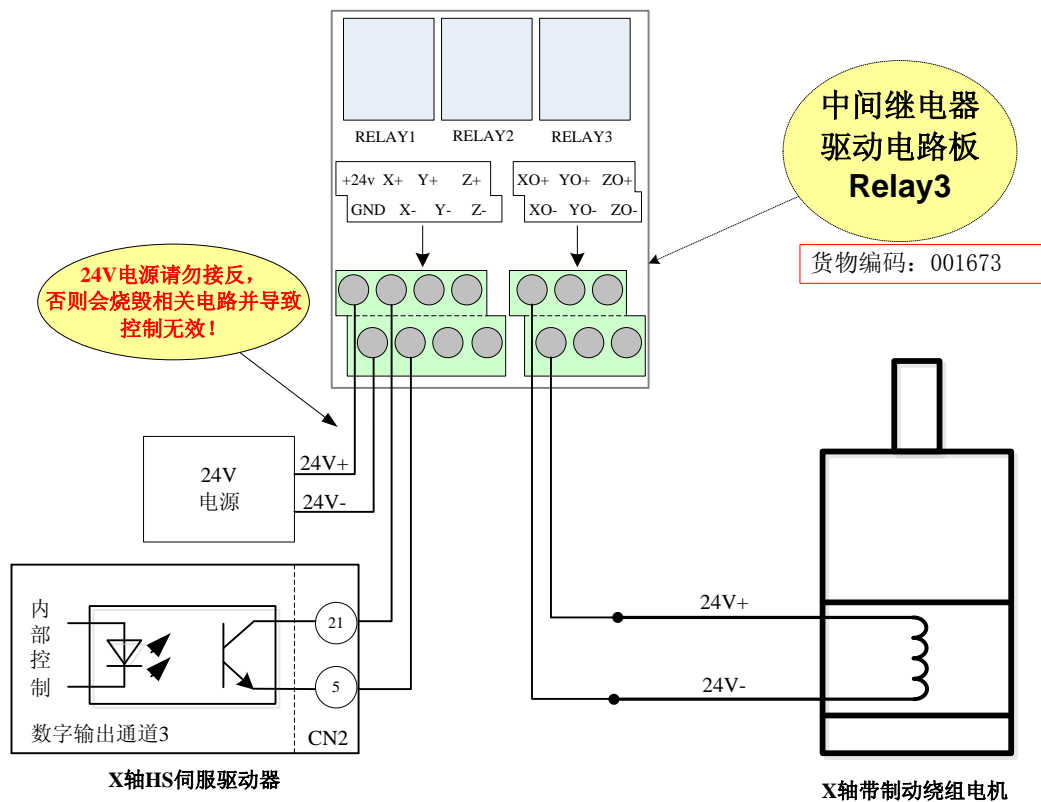 RELAY1 RELAY2 RELAY3
+24v X+ Y+ Z+
GND X- Y- Z-
XO+ YO+ ZO+
XO- YO- ZO-
中间继电器
驱动电路板
Relay3
货物编码：001673
24V电源请勿接反，
否则会烧毁相关电路并导致
控制无效！
24V
电源
24V+
24V-
内
部
控
制
21
5
数字输出通道3
CN2
X轴HS伺服驱动器
24V+
24V-
X轴带制动绕组电机